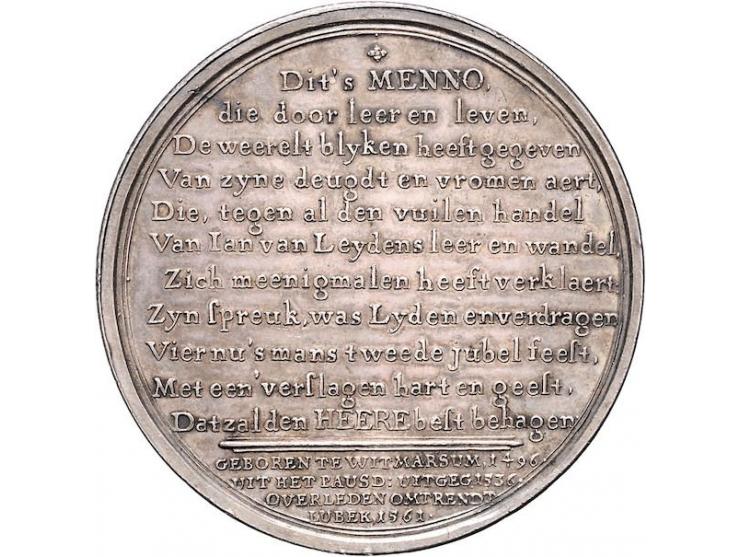 Dit's MENNO,
die door leer en leven,
De weerelt blyken heeft gegeven
Van zyne deugdt en vromen aert,
Die, tegen al den vuilen handel
Van Ian van Leydens leer en wandel,
Zich meenigmalen heeft verklaert.
Zyn ſpreuk, was Lyden en verdragen
Vier nu's mans tweede jubel feeſt,
Met een' verſlagen hart en geeſt,
Dat zal den HEERE beſt behagen
GEBOREN TE WITMARSUM, 1496.
UIT HET PAUSD: UITGEG. 1536.
OVERLEDEN OMTRENDT
LUBEK, 1561.